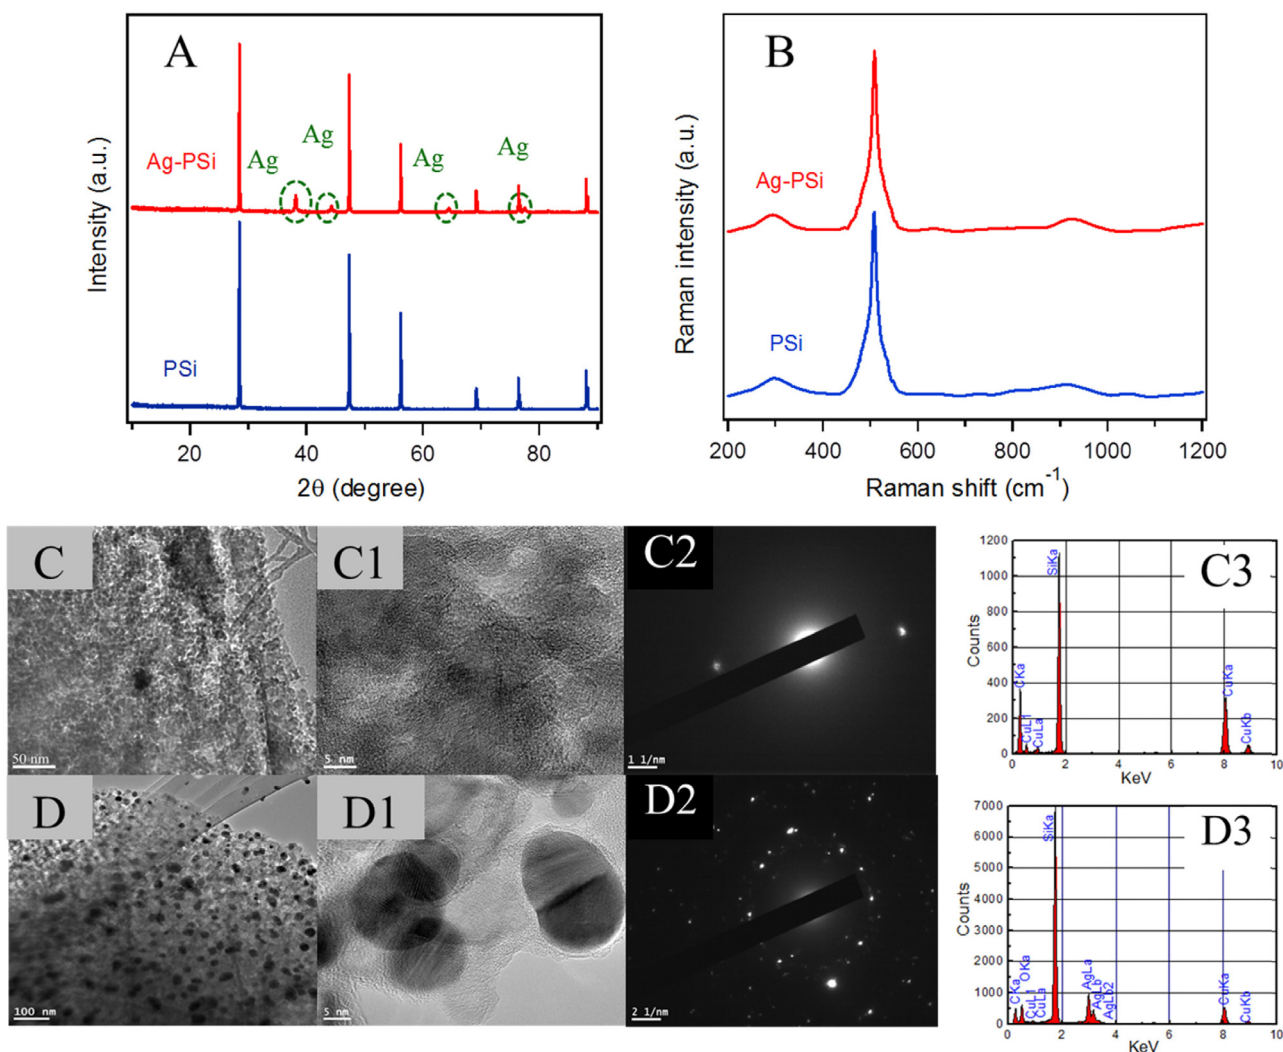 A
Ag
Ag
Ag
Ag
Ag-PSi
PSi
Intensity (a.u.)
20
40
60
80
2θ (degree)
B
Ag-PSi
PSi
Raman intensity (a.u.)
200
400
600
800
1000
1200
Raman shift (cm⁻¹)
C
50 nm
C1
5 nm
C2
1 1/nm
C3
1200
1000
800
600
400
200
0
Counts
CKa
CuL1
CuLa
SiKa
CuKa
CuKb
0
2
4
6
8
10
KeV
D
100 nm
D1
5 nm
D2
2 1/nm
D3
7000
6000
5000
4000
3000
2000
1000
0
Counts
CKa
OKa
CuL1
CuLa
SiKa
AgLa
AgLb
AgLb2
CuKa
CuKb
0
2
4
6
8
10
KeV